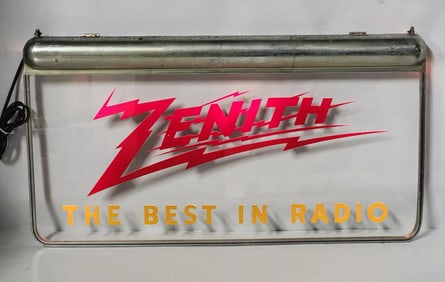 ZENITH
THE BEST IN RADIO